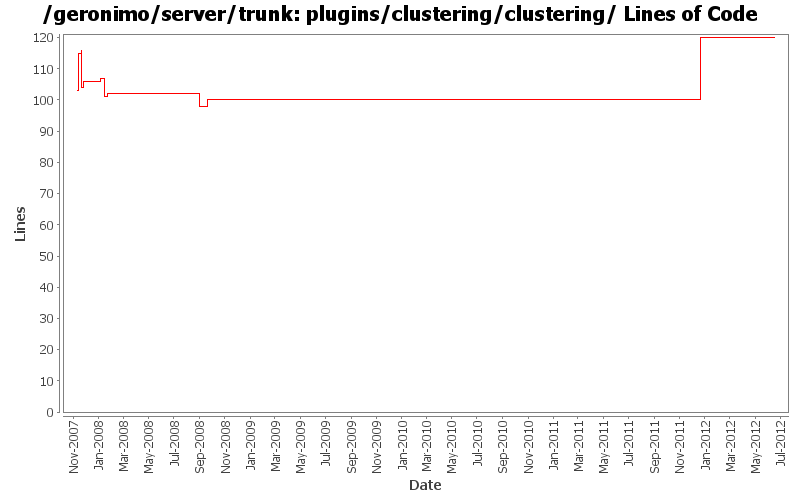 /geronimo/server/trunk: plugins/clustering/clustering/ Lines of Code
120
110
100
90
80
70
60
50
40
30
20
10
0
Lines
Nov-2007
Jan-2008
Mar-2008
May-2008
Jul-2008
Sep-2008
Nov-2008
Jan-2009
Mar-2009
May-2009
Jul-2009
Sep-2009
Nov-2009
Jan-2010
Mar-2010
May-2010
Jul-2010
Sep-2010
Nov-2010
Jan-2011
Mar-2011
May-2011
Jul-2011
Sep-2011
Nov-2011
Jan-2012
Mar-2012
May-2012
Jul-2012
Date